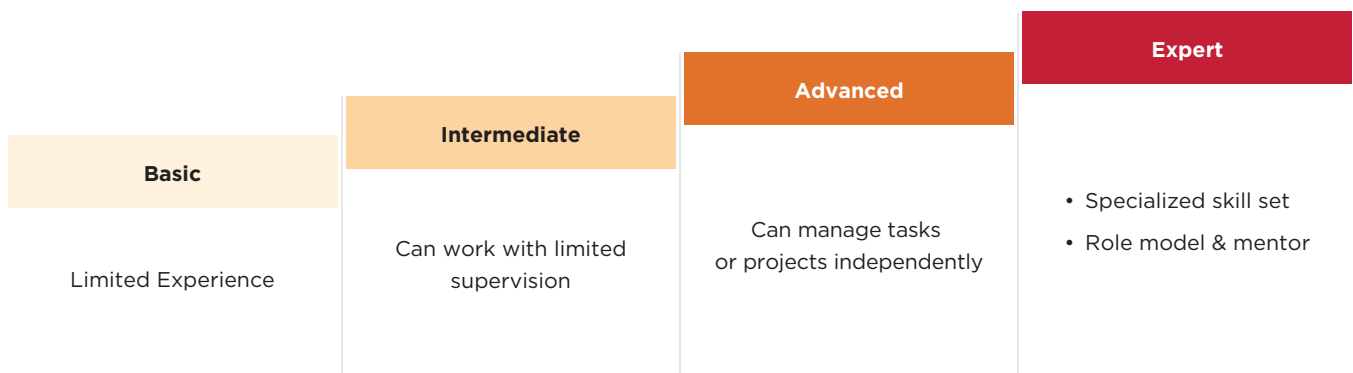 Basic
Limited Experience
Intermediate
Can work with limited
supervision
Advanced
Can manage tasks
or projects independently
Expert
• Specialized skill set
• Role model & mentor